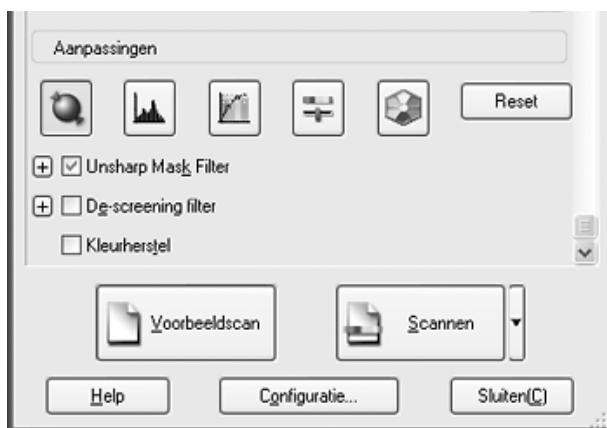 Aanpassingen
Reset
Unsharp Mask Filter
De-screening filter
Kleurherstel
Voorbeeldscan
Scannen
Help
Configuratie...
Sluiten(C)